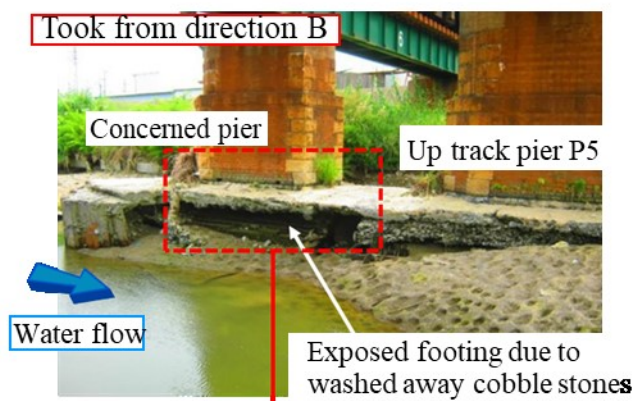 Took from direction B
6
Concerned pier
Up track pier P5
Water flow
Exposed footing due to
washed away cobble stones